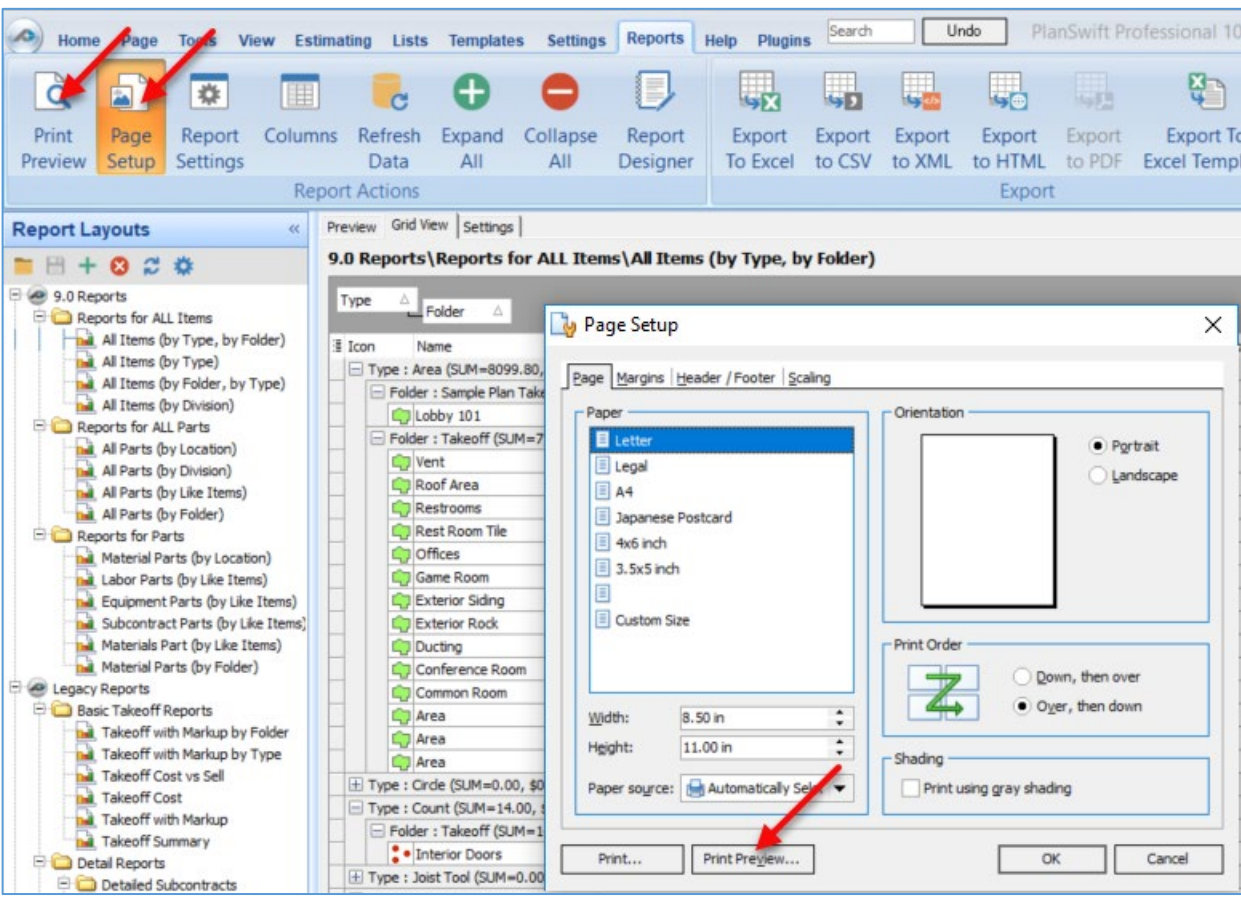 Home Page Tools View Estimating Lists Templates Settings Reports Help Plugins Search Undo PlanSwift Professional 10
Print Preview
Page Setup
Report Settings
Columns
Refresh Data
Expand All
Collapse All
Report Designer
Export To Excel
Export to CSV
Export to XML
Export to HTML
Export to PDF
Export To Excel Templ
Report Actions
Export
Report Layouts «
9.0 Reports
Reports for ALL Items
All Items (by Type, by Folder)
All Items (by Type)
All Items (by Folder, by Type)
All Items (by Division)
Reports for ALL Parts
All Parts (by Location)
All Parts (by Division)
All Parts (by Like Items)
All Parts (by Folder)
Reports for Parts
Material Parts (by Location)
Labor Parts (by Like Items)
Equipment Parts (by Like Items)
Subcontract Parts (by Like Items)
Materials Part (by Like Items)
Material Parts (by Folder)
Legacy Reports
Basic Takeoff Reports
Takeoff with Markup by Folder
Takeoff with Markup by Type
Takeoff Cost vs Sell
Takeoff Cost
Takeoff with Markup
Takeoff Summary
Detail Reports
Detailed Subcontracts
Preview Grid View Settings
9.0 Reports\Reports for ALL Items\All Items (by Type, by Folder)
Type
Folder
Icon Name
Type : Area (SUM=8099.80,
Folder : Sample Plan Take
Lobby 101
Folder : Takeoff (SUM=7
Vent
Roof Area
Restrooms
Rest Room Tile
Offices
Game Room
Exterior Siding
Exterior Rock
Ducting
Conference Room
Common Room
Area
Area
Area
Type : Circle (SUM=0.00, $0
Type : Count (SUM=14.00,
Folder : Takeoff (SUM=1
Interior Doors
Type : Joist Tool (SUM=0.00
Page Setup
Page Margins Header / Footer Scaling
Paper
Letter
Legal
A4
Japanese Postcard
4x6 inch
3.5x5 inch
Custom Size
Width: 8.50 in
Height: 11.00 in
Paper source: Automatically Sele
Orientation
Portrait
Landscape
Print Order
Down, then over
Over, then down
Shading
Print using gray shading
Print... Print Preview... OK Cancel